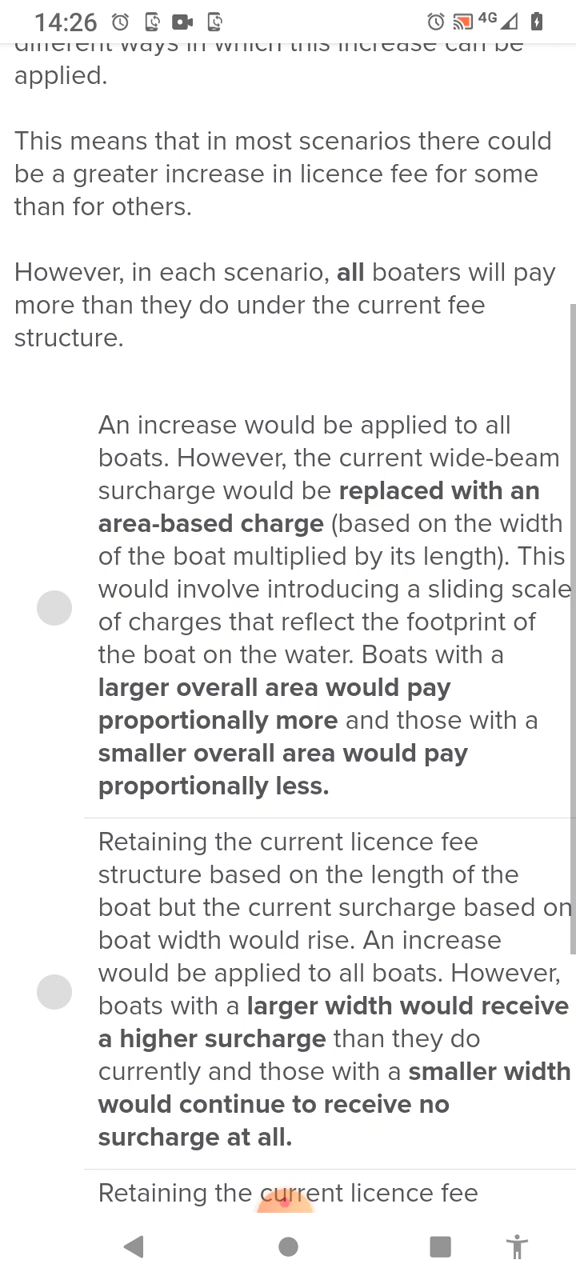 14:26
4G
different ways in which this increase can be
applied.
This means that in most scenarios there could
be a greater increase in licence fee for some
than for others.
However, in each scenario, all boaters will pay
more than they do under the current fee
structure.
An increase would be applied to all
boats. However, the current wide-beam
surcharge would be replaced with an
area-based charge (based on the width
of the boat multiplied by its length). This
would involve introducing a sliding scale
of charges that reflect the footprint of
the boat on the water. Boats with a
larger overall area would pay
proportionally more and those with a
smaller overall area would pay
proportionally less.
Retaining the current licence fee
structure based on the length of the
boat but the current surcharge based on
boat width would rise. An increase
would be applied to all boats. However,
boats with a larger width would receive
a higher surcharge than they do
currently and those with a smaller width
would continue to receive no
surcharge at all.
Retaining the current licence fee